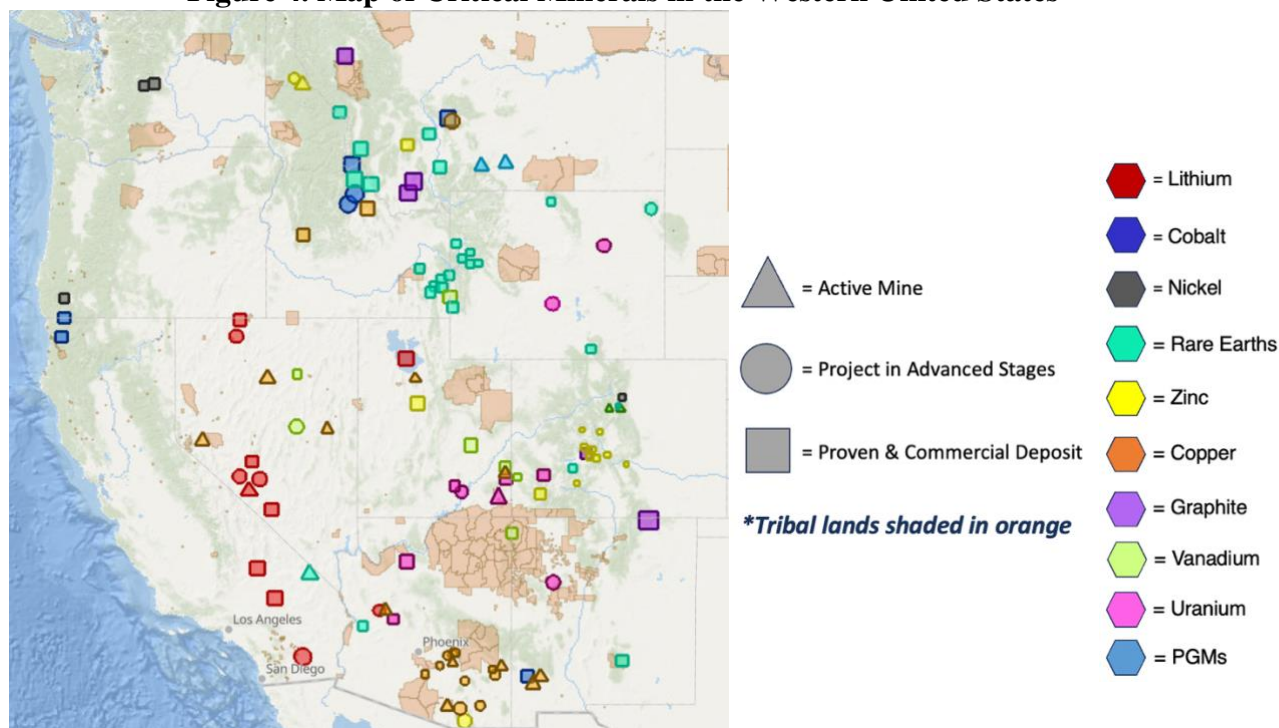 Figure Map of Critical Minerals in the Western United States
Los Angeles
San Diego
Phoenix
= Active Mine
= Project in Advanced Stages
= Proven & Commercial Deposit
*Tribal lands shaded in orange
= Lithium
= Cobalt
= Nickel
= Rare Earths
= Zinc
= Copper
= Graphite
= Vanadium
= Uranium
= PGMs